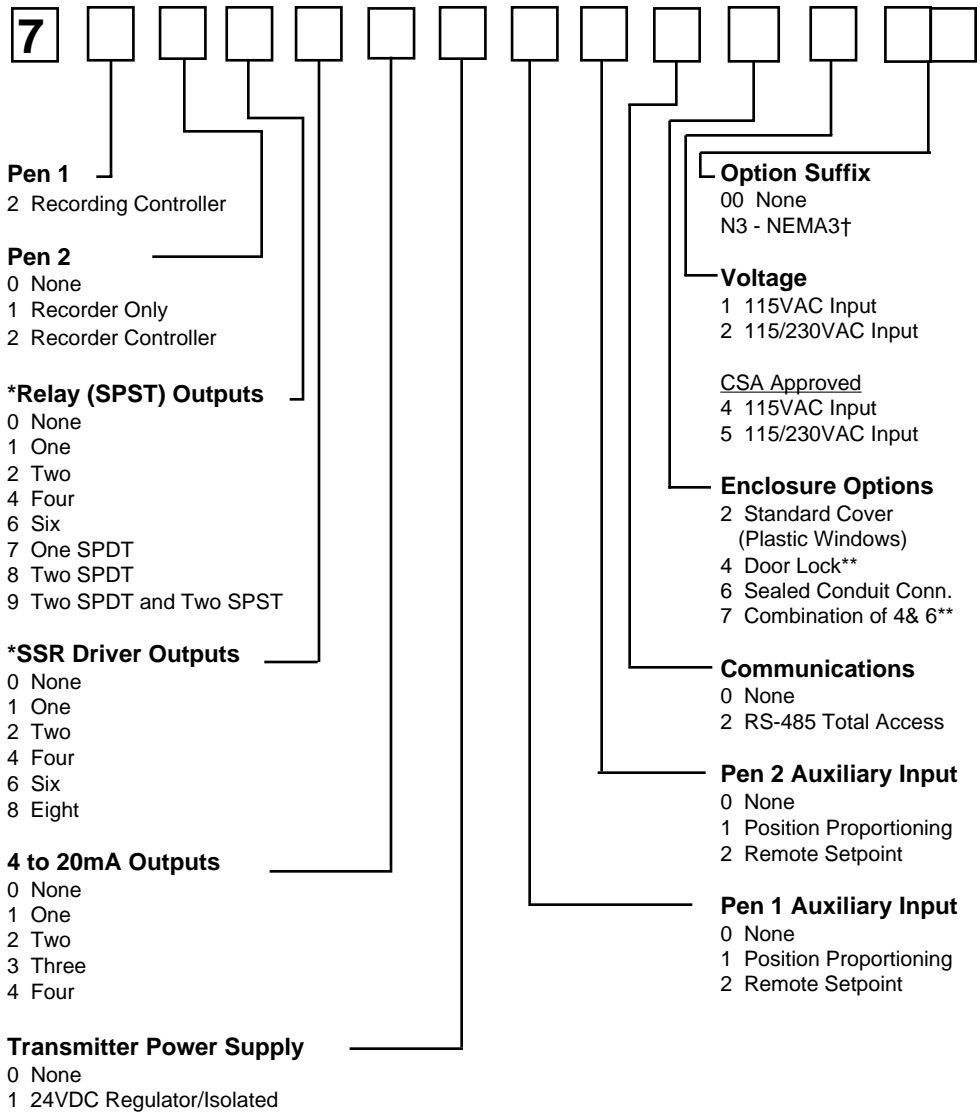 7
Pen 1
2 Recording Controller
Pen 2
0 None
1 Recorder Only
2 Recorder Controller
*Relay (SPST) Outputs
0 None
1 One
2 Two
4 Four
6 Six
7 One SPDT
8 Two SPDT
9 Two SPDT and Two SPST
*SSR Driver Outputs
0 None
1 One
2 Two
4 Four
6 Six
8 Eight
4 to 20mA Outputs
0 None
1 One
2 Two
3 Three
4 Four
Transmitter Power Supply
0 None
1 24VDC Regulator/Isolated
Option Suffix
00 None
N3 - NEMA3†
Voltage
1 115VAC Input
2 115/230VAC Input
CSA Approved
4 115VAC Input
5 115/230VAC Input
Enclosure Options
2 Standard Cover
(Plastic Windows)
4 Door Lock**
6 Sealed Conduit Conn.
7 Combination of 4& 6**
Communications
0 None
2 RS-485 Total Access
Pen 2 Auxiliary Input
0 None
1 Position Proportioning
2 Remote Setpoint
Pen 1 Auxiliary Input
0 None
1 Position Proportioning
2 Remote Setpoint